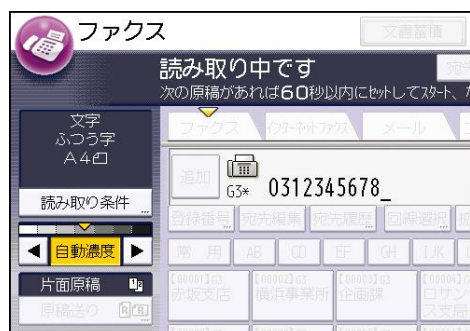 ファクス
文書蓄積
読み取り中です
次の原稿があれば60秒以内にセットしてスタート、
文字
ふつう字
A4
読み取り条件
自動濃度
片面原稿
原稿送り
ファクス
インターネットファクス
メール
追加
G3*
0312345678_
登録番号
宛先編集
宛先履歴
回線選択
常用
AB
CD
EF
GH
IJK
【00001】G3
赤坂支店
【00002】G3
横浜事業所
【00003】G3
企画課
【00004】G
ロサン
ス支局